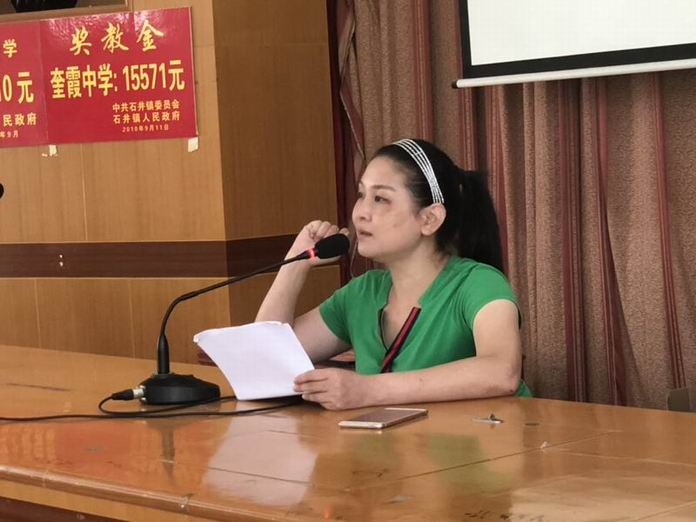 学
0元
民政府
年9月
奖教金
奎霞中学：15571元
中共石井镇委员会
石井镇人民政府
2010年9月11日